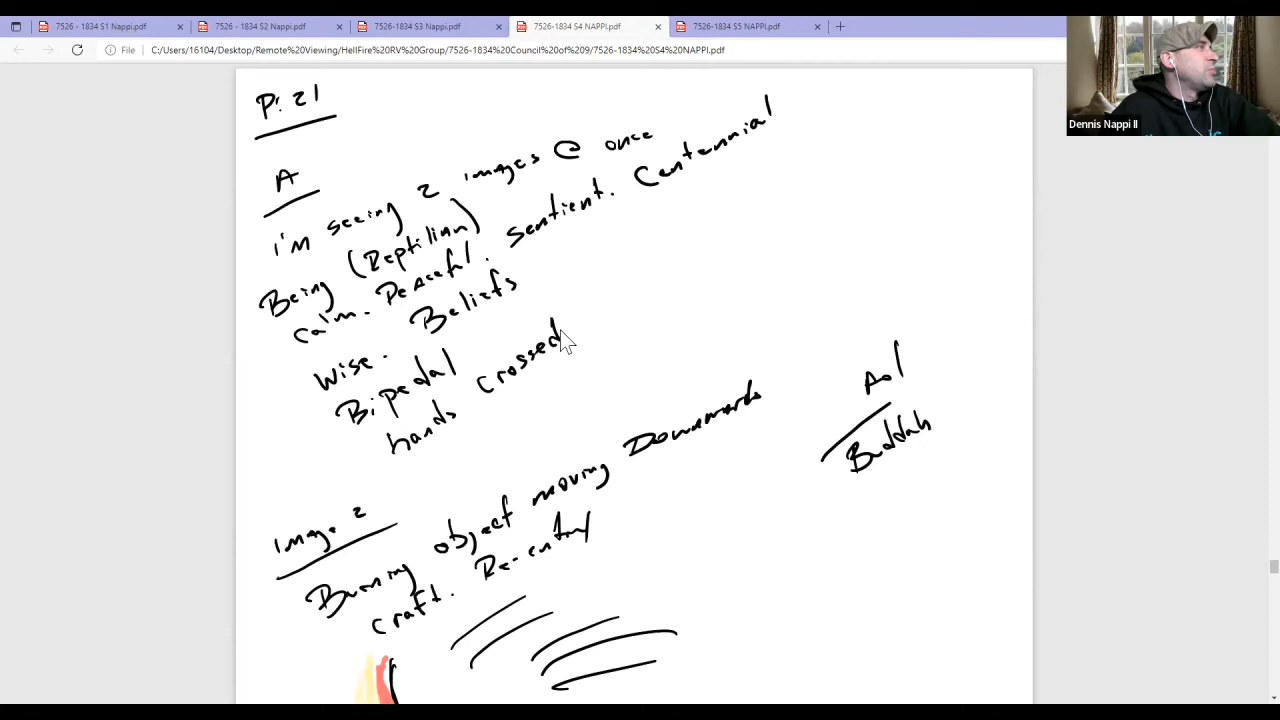 7526 - 1834 S1 Nappi.pdf
7526 - 1834 S2 Nappi.pdf
7526-1834 S3 Nappi.pdf
7526-1834 S4 NAPPI.pdf
7526-1834 S5 NAPPI.pdf
File
C:/Users/16104/Desktop/Remote%20Viewing/HellFire%20RV%20Group/7526-1834%20Council%20of%209/7526-1834%20S4%20NAPPI.pdf
Dennis Nappi II
P: 21
A
I'm seeing 2 images @ once
Being (Reptilian) Sentient. Centennial
Calm. Peaceful.
Wise. Beliefs
Bipedal
hands crossed
Aol
Buddah
Image 2
Burning object moving Downwards
craft. Re-entry